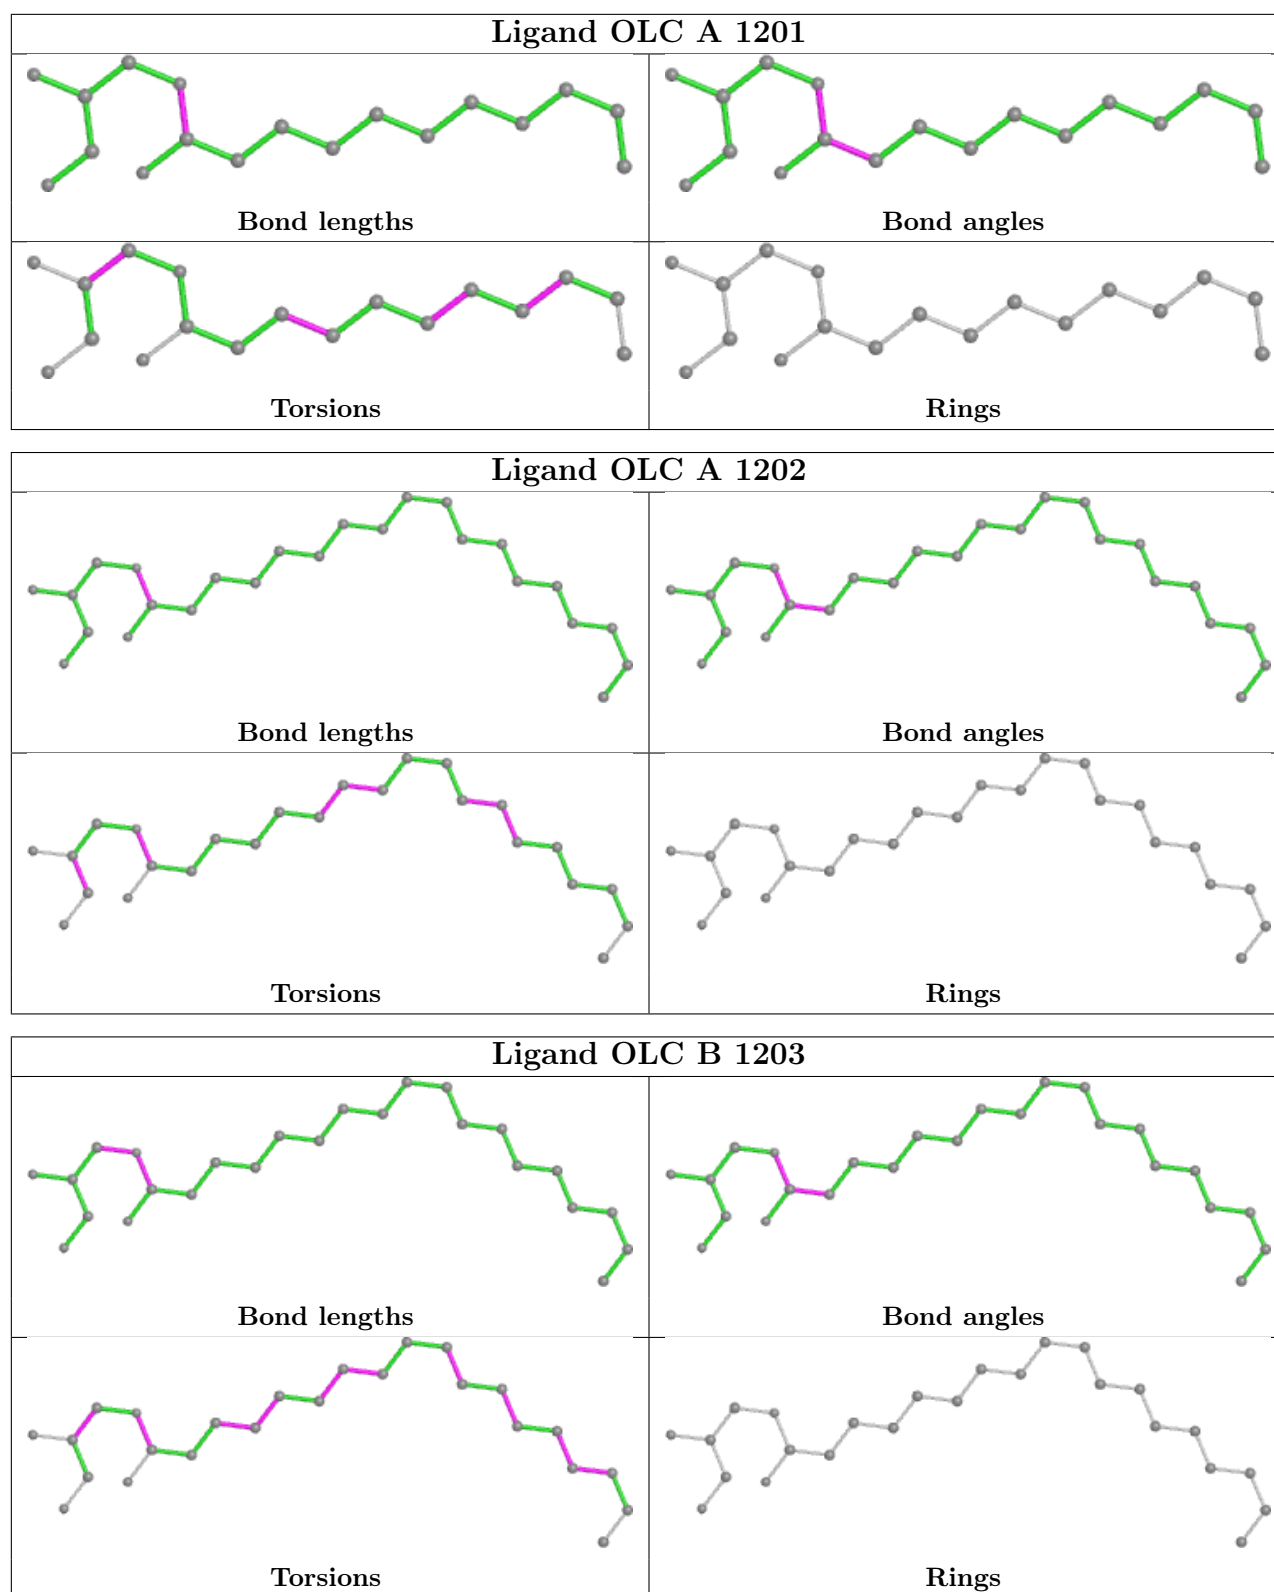 Ligand OLC A 1201
Bond lengths
Bond angles
Torsions
Rings
Ligand OLC A 1202
Bond lengths
Bond angles
Torsions
Rings
Ligand OLC B 1203
Bond lengths
Bond angles
Torsions
Rings